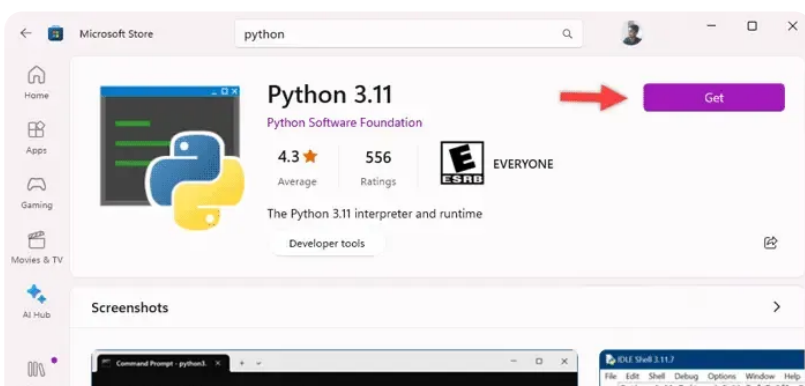 Microsoft Store
python
Home
Apps
Gaming
Movies & TV
AI Hub
Python 3.11
Python Software Foundation
4.3
556
Average
Ratings
E
ESRB
EVERYONE
The Python 3.11 interpreter and runtime
Developer tools
Get
Screenshots
Command Prompt - python3.
IDLE Shell 3.11.7
File Edit Shell Debug Options Window Help